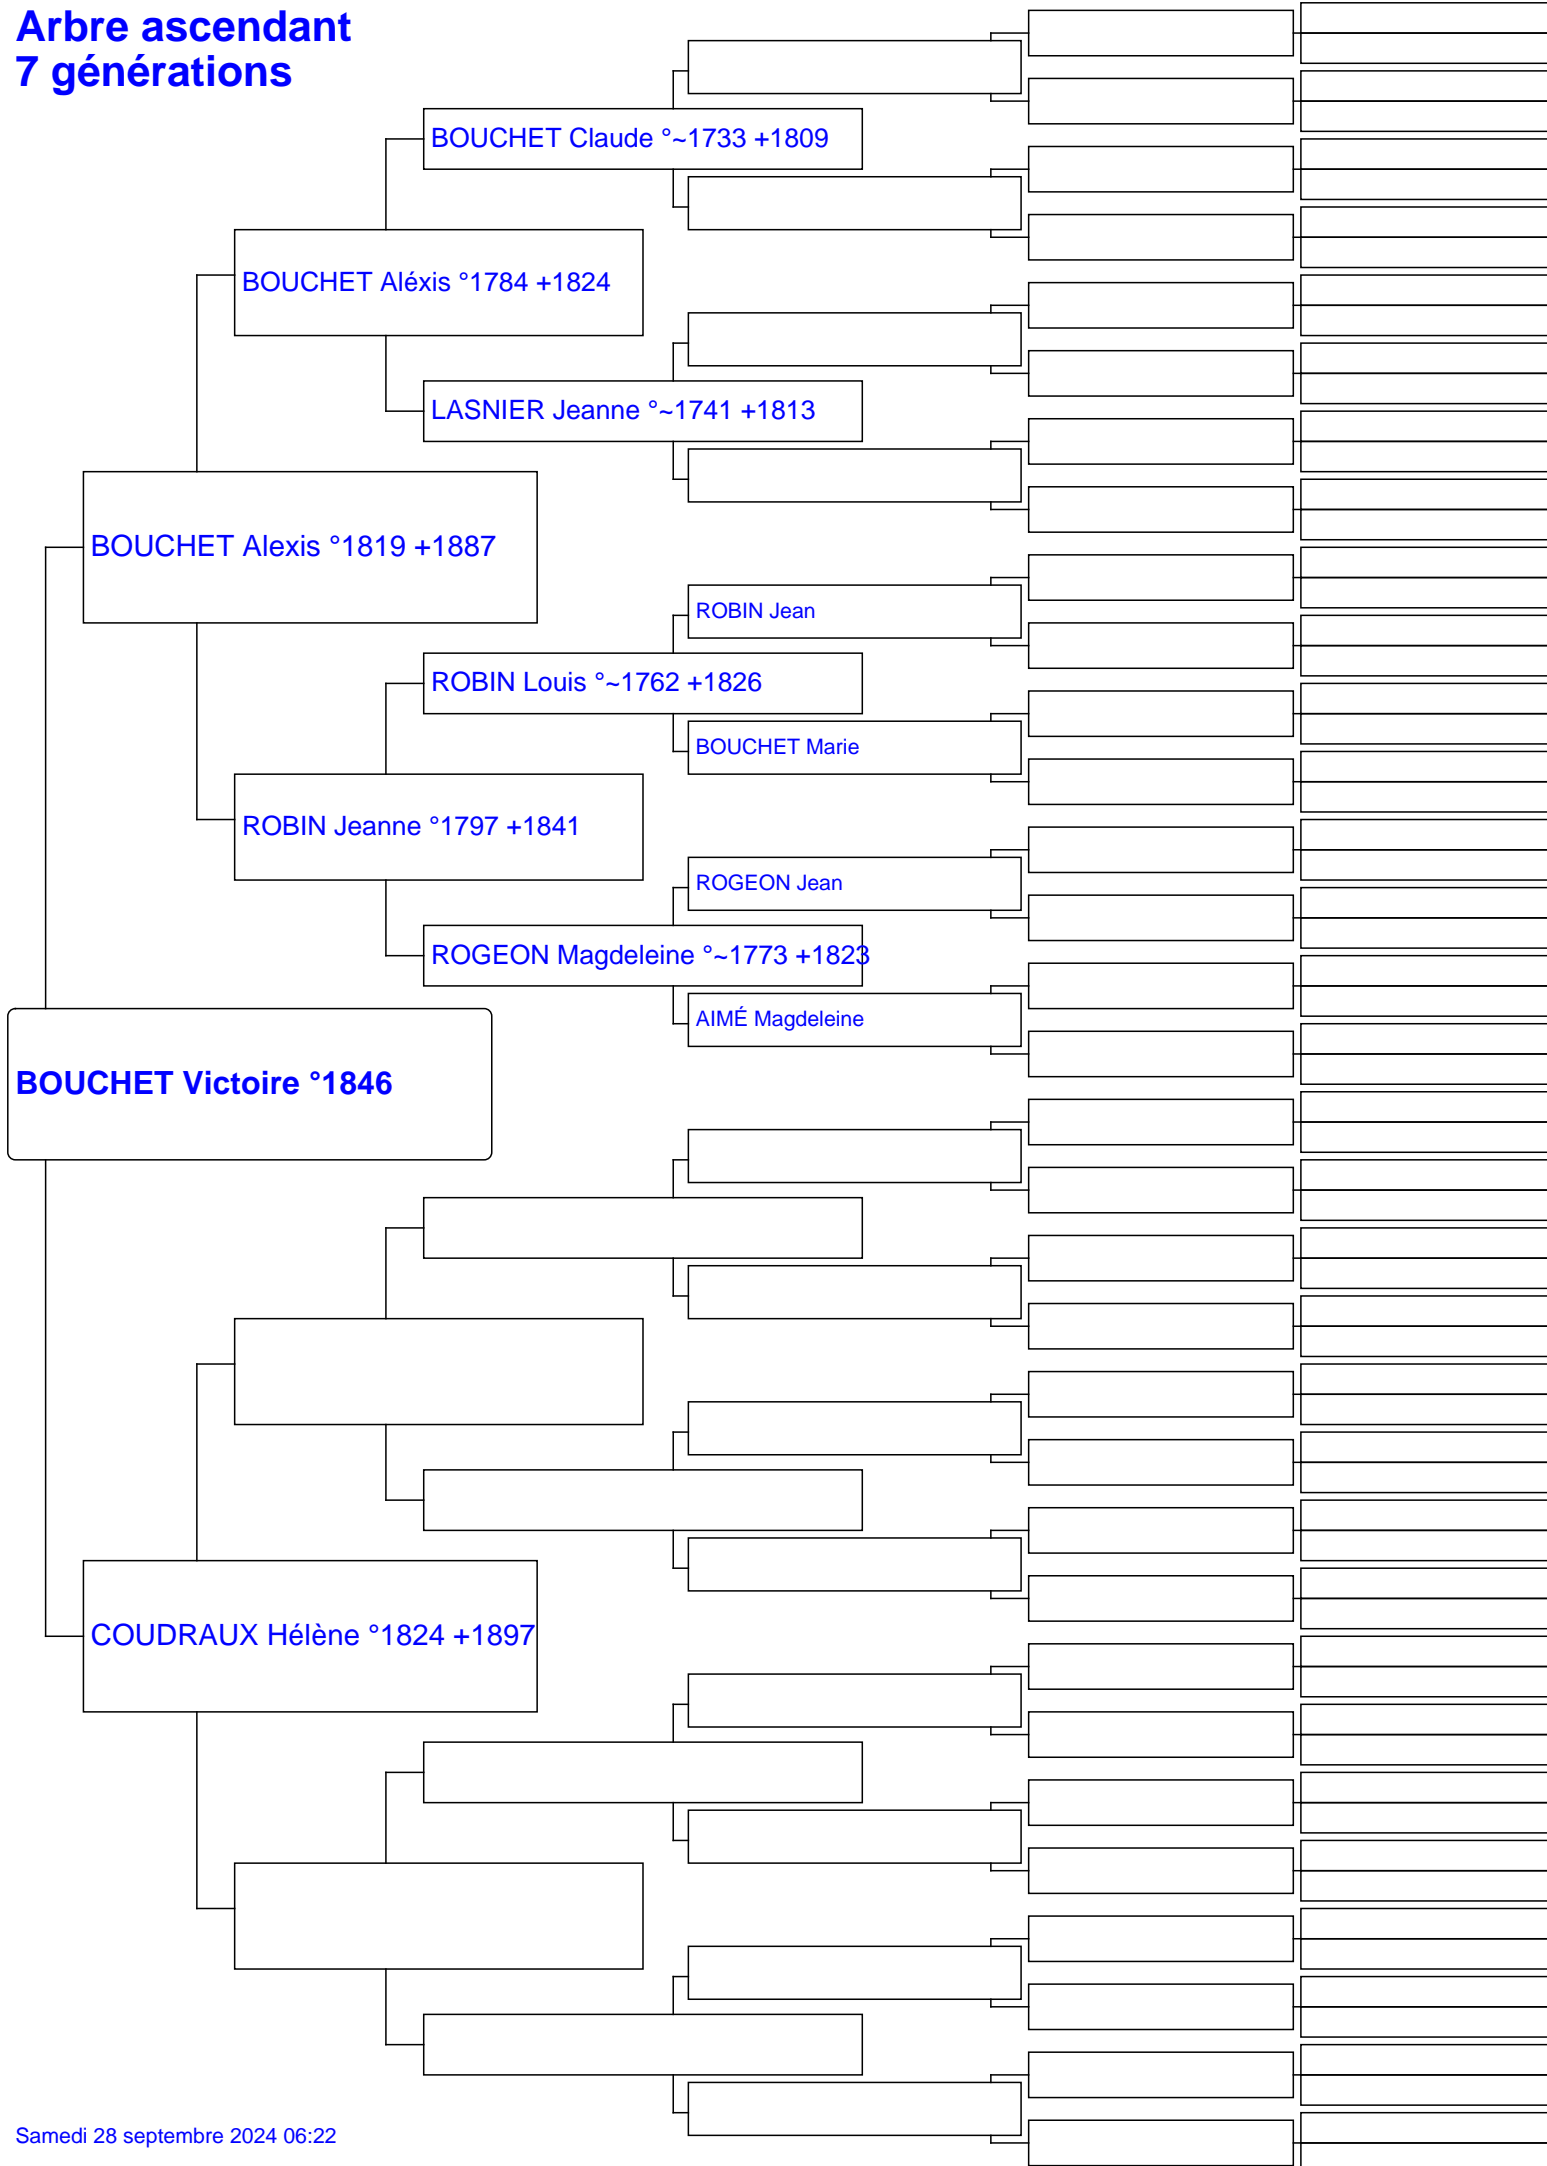 Arbre ascendant
7 générations
BOUCHET Claude °~1733 +1809
BOUCHET Aléxis °1784 +1824
LASNIER Jeanne °~1741 +1813
BOUCHET Alexis °1819 +1887
ROBIN Jean
ROBIN Louis °~1762 +1826
BOUCHET Marie
ROBIN Jeanne °1797 +1841
ROGEON Jean
ROGEON Magdeleine °~1773 +1823
AIMÉ Magdeleine
BOUCHET Victoire °1846
COUDRAUX Hélène °1824 +1897
Samedi 28 septembre 2024 06:22